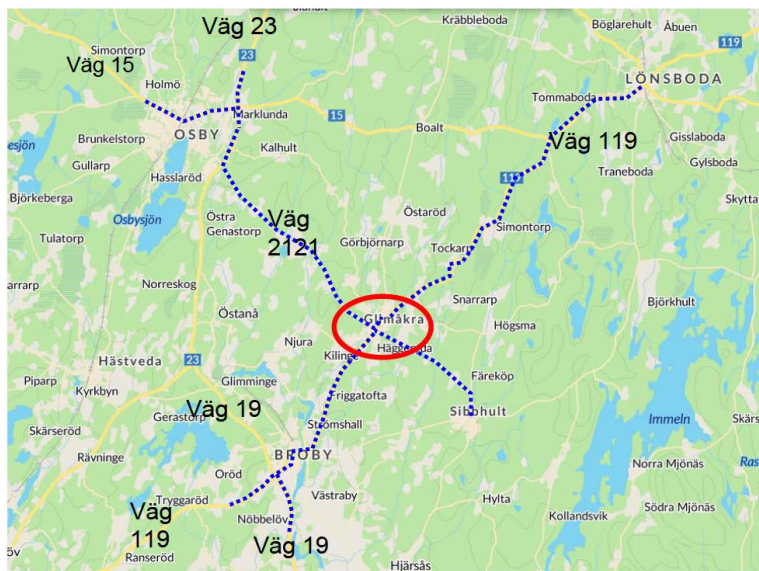 Kräbbleboda
Böglarehult
Åbuen
Väg 23
119
Simontorp
23
Väg 15
Holmö
LÖNSBODA
Tommaboda
Marklunda
15
Boalt
OSBY
Brunkelstorp
Väg 119
Gisslaboda
Kalhult
Gullarp
Gylsboda
Traneboda
Hasslaröd
Björkeberga
Skytta
Östra
Genastorp
Osbysjön
Väg
2121
Östaröd
Simontorp
Tulatorp
Görbjörnarp
Tockarp
Norreskog
Snarrarp
Björkhult
Östanå
Glimåkra
Högsma
Njura
Kilinge
Hästveda
23
Glimminge
Färeköp
Piparp
Kyrkbyn
Friggatofta
Väg 19
Sibbhult
Gerastorp
Immeln
Skärseröd
Strömshall
BROBY
Rävninge
Norra Mjönäs
Oröd
Tryggaröd
Västraby
Hylta
Södra Mjönäs
Väg
119
Nöbbelöv
Kollandsvik
Väg 19
Ranseröd
Hjärsås